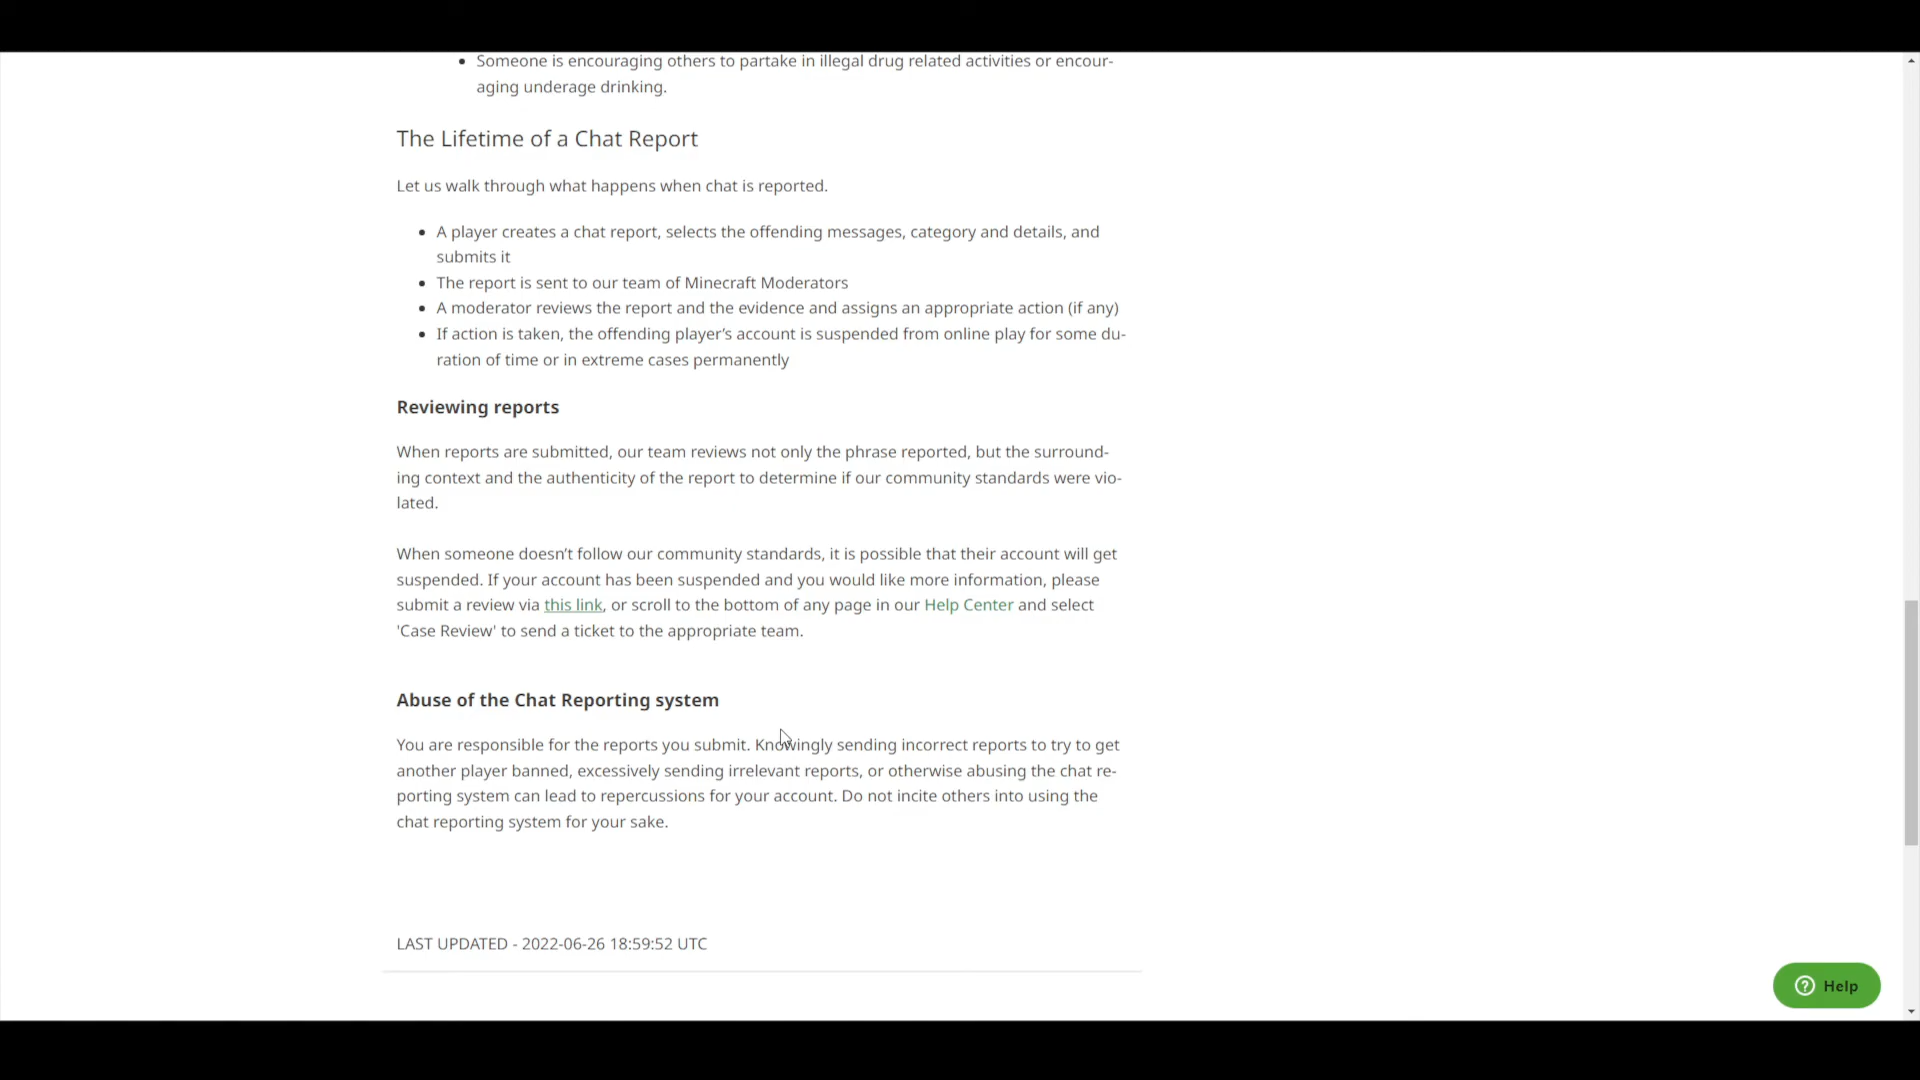 Someone is encouraging others to partake in illegal drug related activities or encour-
aging underage drinking.
The Lifetime of a Chat Report
Let us walk through what happens when chat is reported.
A player creates a chat report, selects the offending messages, category and details, and
submits it
The report is sent to our team of Minecraft Moderators
A moderator reviews the report and the evidence and assigns an appropriate action (if any)
If action is taken, the offending player’s account is suspended from online play for some du-
ration of time or in extreme cases permanently
Reviewing reports
When reports are submitted, our team reviews not only the phrase reported, but the surround-
ing context and the authenticity of the report to determine if our community standards were vio-
lated.
When someone doesn’t follow our community standards, it is possible that their account will get
suspended. If your account has been suspended and you would like more information, please
submit a review via this link, or scroll to the bottom of any page in our Help Center and select
'Case Review' to send a ticket to the appropriate team.
Abuse of the Chat Reporting system
You are responsible for the reports you submit. Knowingly sending incorrect reports to try to get
another player banned, excessively sending irrelevant reports, or otherwise abusing the chat re-
porting system can lead to repercussions for your account. Do not incite others into using the
chat reporting system for your sake.
LAST UPDATED - 2022-06-26 18:59:52 UTC
Help